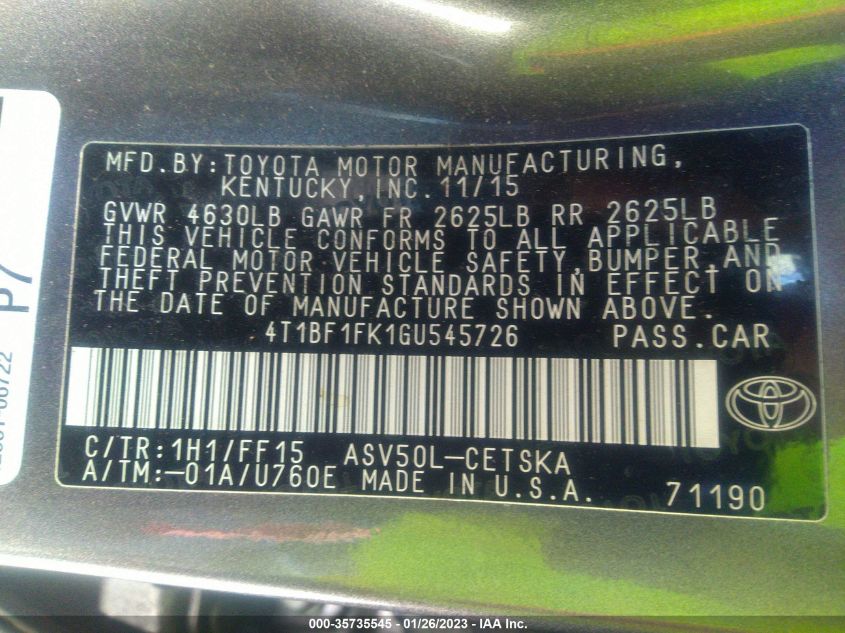 MFD.BY:TOYOTA MOTOR MANUFACTURING,
KENTUCKY,INC.11/15
GVWR 4630LB GAWR FR 2625LB RR 2625LB
THIS VEHICLE CONFORMS TO ALL APPLICABLE
FEDERAL MOTOR VEHICLE SAFETY,BUMPER,AND
THEFT PREVENTION STANDARDS IN EFFECT ON
THE DATE OF MANUFACTURE SHOWN ABOVE.
4T1BF1FK1GU545726 PASS.CAR
C/TR:1H1/FF15 ASV50L-CETSKA
A/TM:-01A/U760E MADE IN U.S.A. 71190
P7
000-35735545 - 01/26/2023 - IAA Inc.